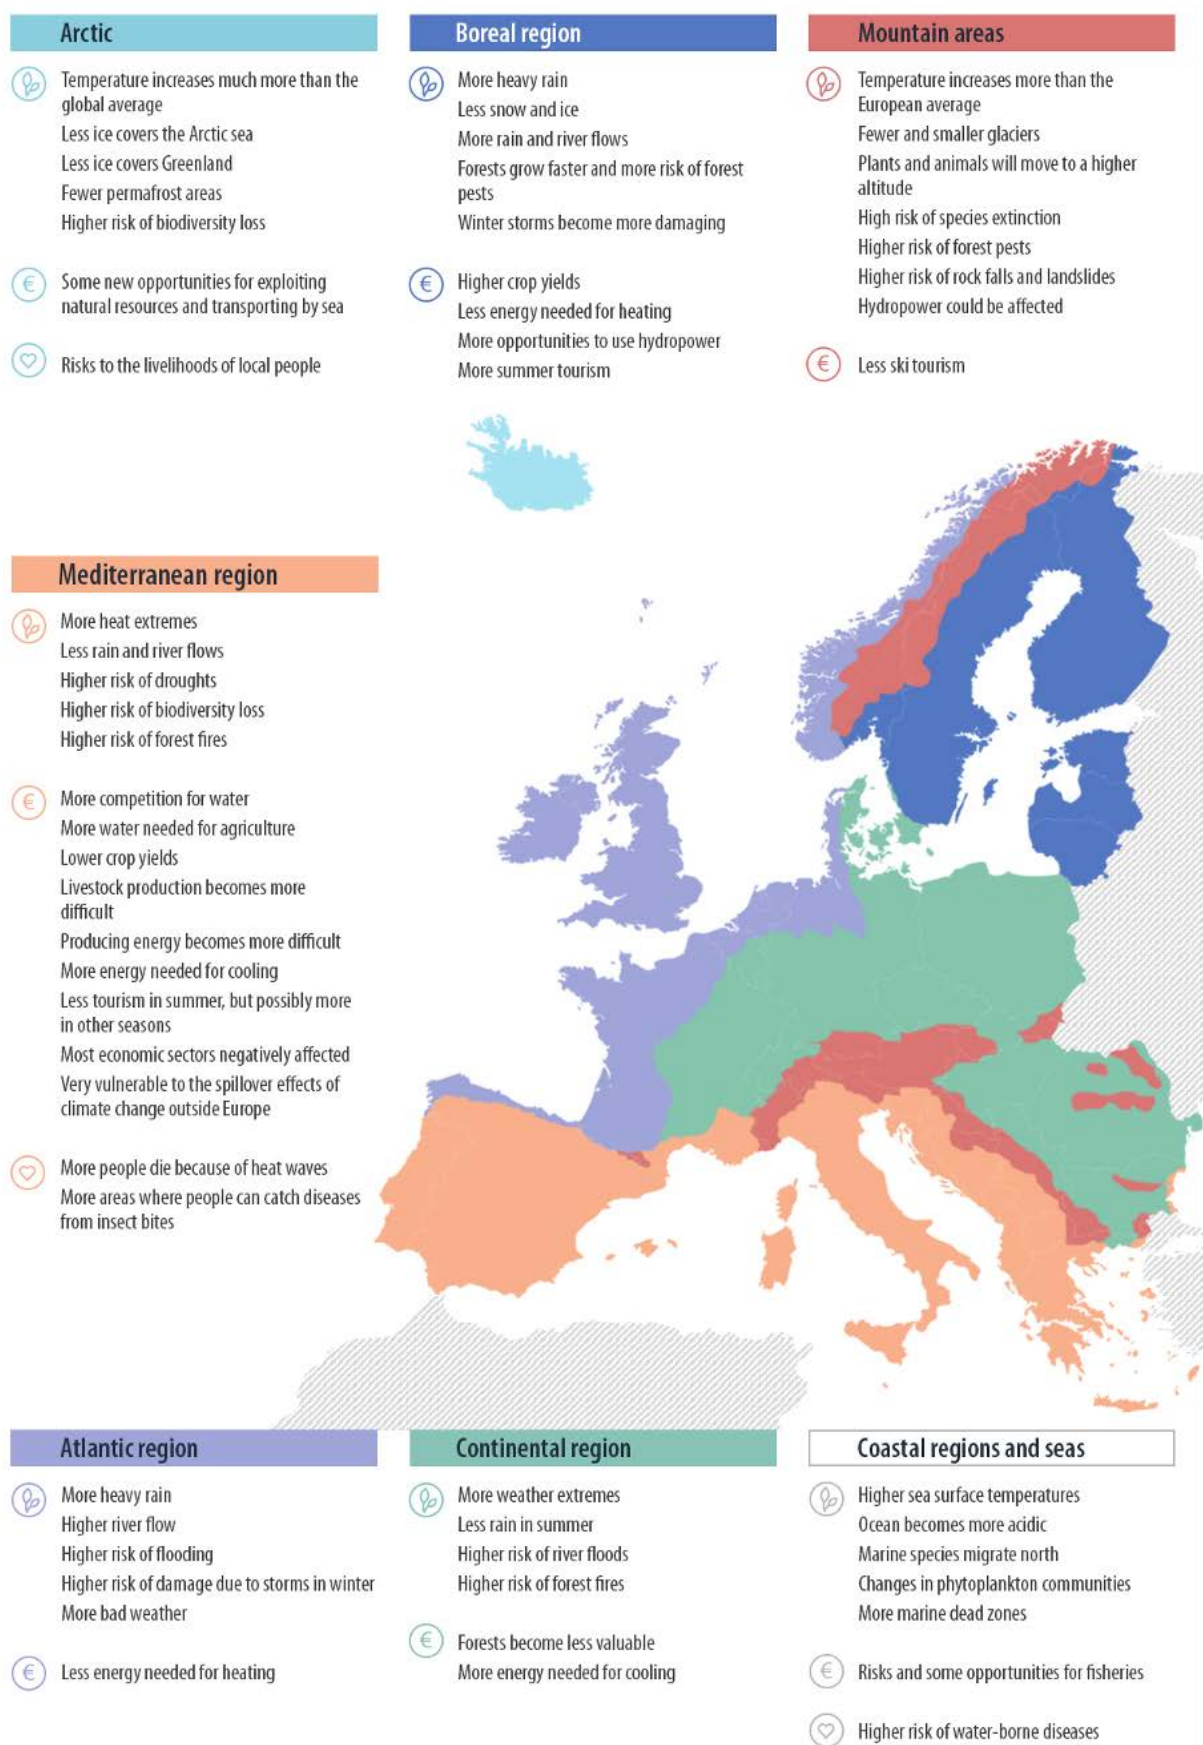 Arctic
Temperature increases much more than the
global average
Less ice covers the Arctic sea
Less ice covers Greenland
Fewer permafrost areas
Higher risk of biodiversity loss
€
Some new opportunities for exploiting
natural resources and transporting by sea
Risks to the livelihoods of local people
Boreal region
More heavy rain
Less snow and ice
More rain and river flows
Forests grow faster and more risk of forest
pests
Winter storms become more damaging
€
Higher crop yields
Less energy needed for heating
More opportunities to use hydropower
More summer tourism
Mountain areas
Temperature increases more than the
European average
Fewer and smaller glaciers
Plants and animals will move to a higher
altitude
High risk of species extinction
Higher risk of forest pests
Higher risk of rock falls and landslides
Hydropower could be affected
€
Less ski tourism
Mediterranean region
More heat extremes
Less rain and river flows
Higher risk of droughts
Higher risk of biodiversity loss
Higher risk of forest fires
€
More competition for water
More water needed for agriculture
Lower crop yields
Livestock production becomes more
difficult
Producing energy becomes more difficult
More energy needed for cooling
Less tourism in summer, but possibly more
in other seasons
Most economic sectors negatively affected
Very vulnerable to the spillover effects of
climate change outside Europe
More people die because of heat waves
More areas where people can catch diseases
from insect bites
Atlantic region
More heavy rain
Higher river flow
Higher risk of flooding
Higher risk of damage due to storms in winter
More bad weather
€
Less energy needed for heating
Continental region
More weather extremes
Less rain in summer
Higher risk of river floods
Higher risk of forest fires
€
Forests become less valuable
More energy needed for cooling
Coastal regions and seas
Higher sea surface temperatures
Ocean becomes more acidic
Marine species migrate north
Changes in phytoplankton communities
More marine dead zones
€
Risks and some opportunities for fisheries
Higher risk of water-borne diseases